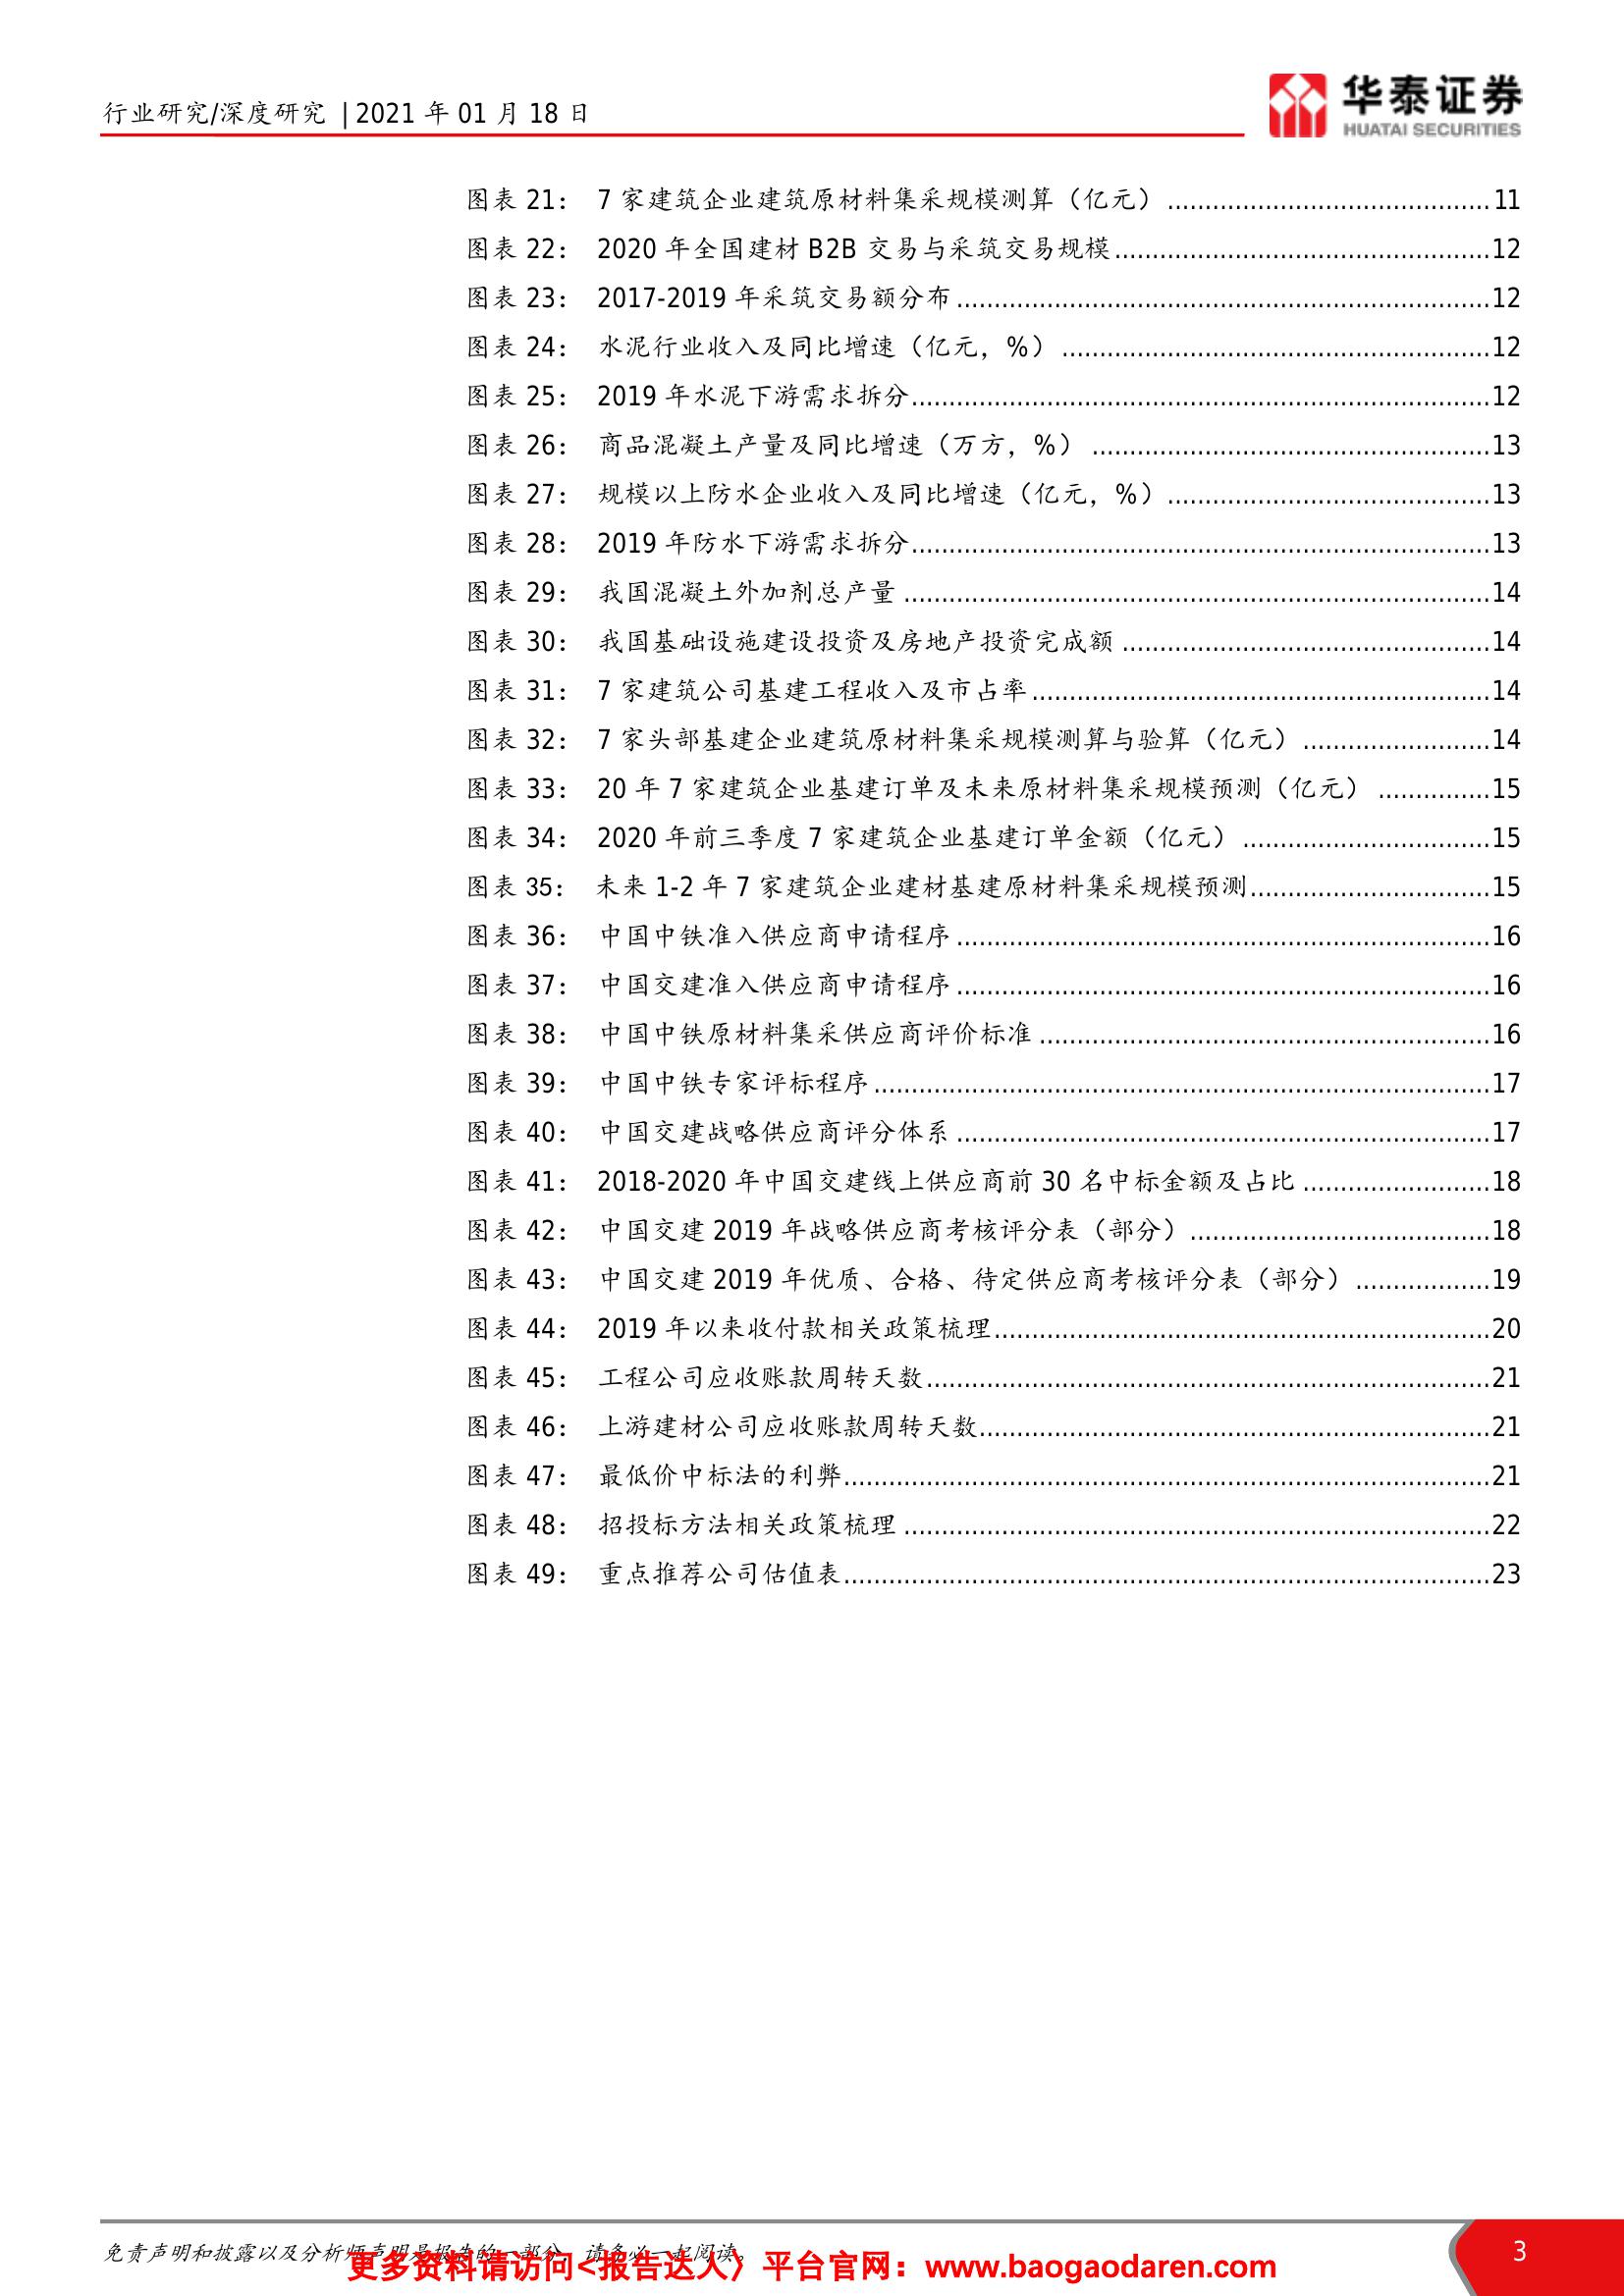 行业研究/深度研究 | 2021 年 01 月 18 日
华泰证券
HUATAI SECURITIES
图表 21： 7 家建筑企业建筑原材料集采规模测算（亿元）...........................................11
图表 22： 2020 年全国建材 B2B 交易与采筑交易规模..................................................12
图表 23： 2017-2019 年采筑交易额分布.......................................................................12
图表 24： 水泥行业收入及同比增速（亿元，%）.........................................................12
图表 25： 2019 年水泥下游需求拆分.............................................................................12
图表 26： 商品混凝土产量及同比增速（万方，%）.....................................................13
图表 27： 规模以上防水企业收入及同比增速（亿元，%）...........................................13
图表 28： 2019 年防水下游需求拆分.............................................................................13
图表 29： 我国混凝土外加剂总产量..............................................................................14
图表 30： 我国基础设施建设投资及房地产投资完成额.................................................14
图表 31： 7 家建筑公司基建工程收入及市占率.............................................................14
图表 32： 7 家头部基建企业建筑原材料集采规模测算与验算（亿元）.........................14
图表 33： 20 年 7 家建筑企业基建订单及未来原材料集采规模预测（亿元）...............15
图表 34： 2020 年前三季度 7 家建筑企业基建订单金额（亿元）.................................15
图表 35： 未来 1-2 年 7 家建筑企业建材基建原材料集采规模预测................................15
图表 36： 中国中铁准入供应商申请程序.......................................................................16
图表 37： 中国交建准入供应商申请程序.......................................................................16
图表 38： 中国中铁原材料集采供应商评价标准............................................................16
图表 39： 中国中铁专家评标程序..................................................................................17
图表 40： 中国交建战略供应商评分体系.......................................................................17
图表 41： 2018-2020 年中国交建线上供应商前 30 名中标金额及占比.........................18
图表 42： 中国交建 2019 年战略供应商考核评分表（部分）........................................18
图表 43： 中国交建 2019 年优质、合格、待定供应商考核评分表（部分）..................19
图表 44： 2019 年以来收付款相关政策梳理..................................................................20
图表 45： 工程公司应收账款周转天数...........................................................................21
图表 46： 上游建材公司应收账款周转天数....................................................................21
图表 47： 最低价中标法的利弊......................................................................................21
图表 48： 招投标方法相关政策梳理..............................................................................22
图表 49： 重点推荐公司估值表......................................................................................23
免责声明和披露以及分析师声明是报告的一部分，请务必一起阅读。
更多资料请访问<报告达人〉平台官网：www.baogaodaren.com
3